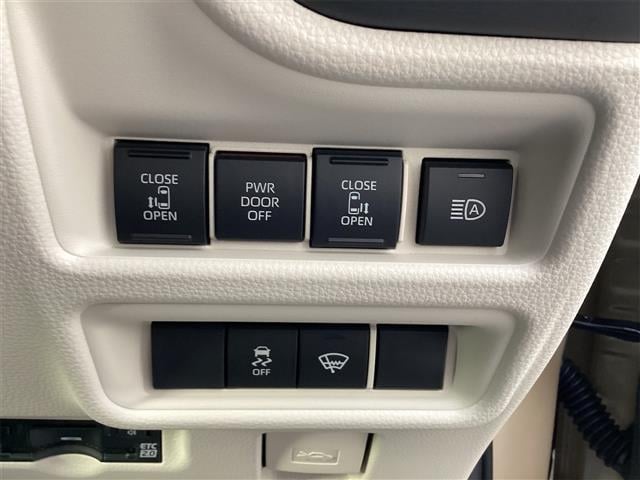 CLOSE
OPEN
PWR
DOOR
OFF
CLOSE
OPEN
A
OFF
ETC
2.0